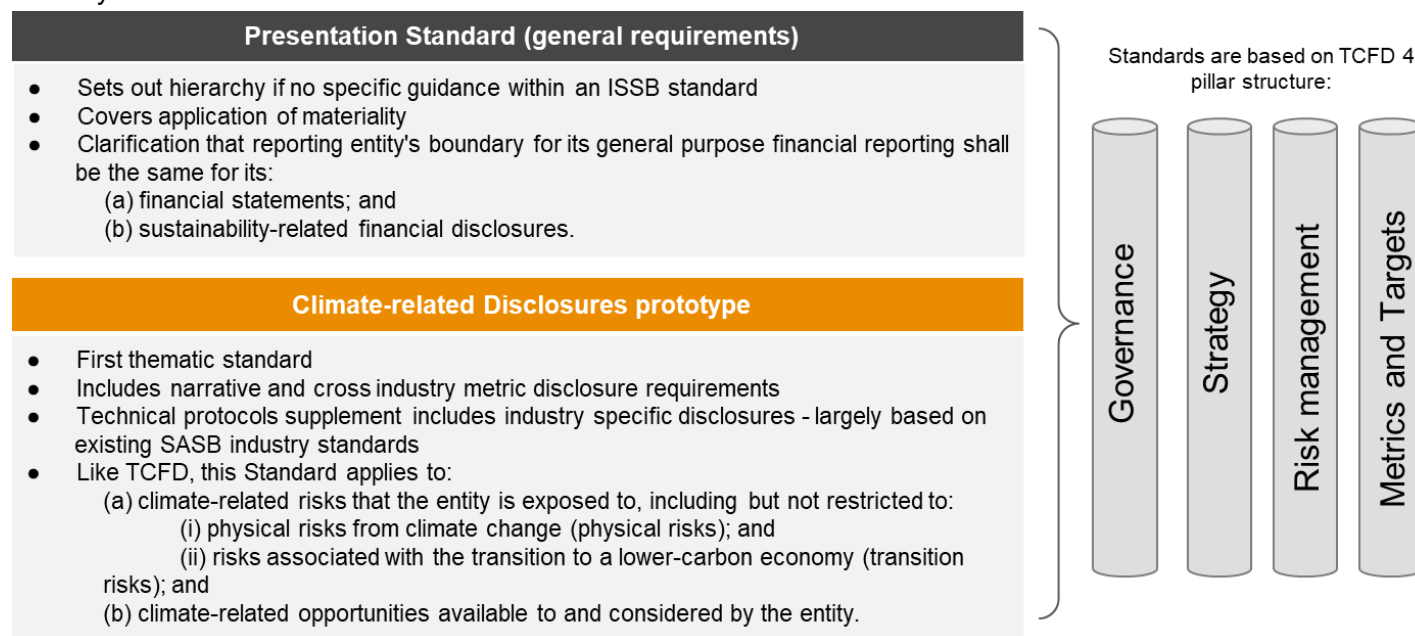 Presentation Standard (general requirements)
● Sets out hierarchy if no specific guidance within an ISSB standard
● Covers application of materiality
● Clarification that reporting entity's boundary for its general purpose financial reporting shall
be the same for its:
(a) financial statements; and
(b) sustainability-related financial disclosures.
Climate-related Disclosures prototype
● First thematic standard
● Includes narrative and cross industry metric disclosure requirements
● Technical protocols supplement includes industry specific disclosures - largely based on
existing SASB industry standards
● Like TCFD, this Standard applies to:
(a) climate-related risks that the entity is exposed to, including but not restricted to:
(i) physical risks from climate change (physical risks); and
(ii) risks associated with the transition to a lower-carbon economy (transition
risks); and
(b) climate-related opportunities available to and considered by the entity.
Standards are based on TCFD 4
pillar structure:
Governance
Strategy
Risk management
Metrics and Targets